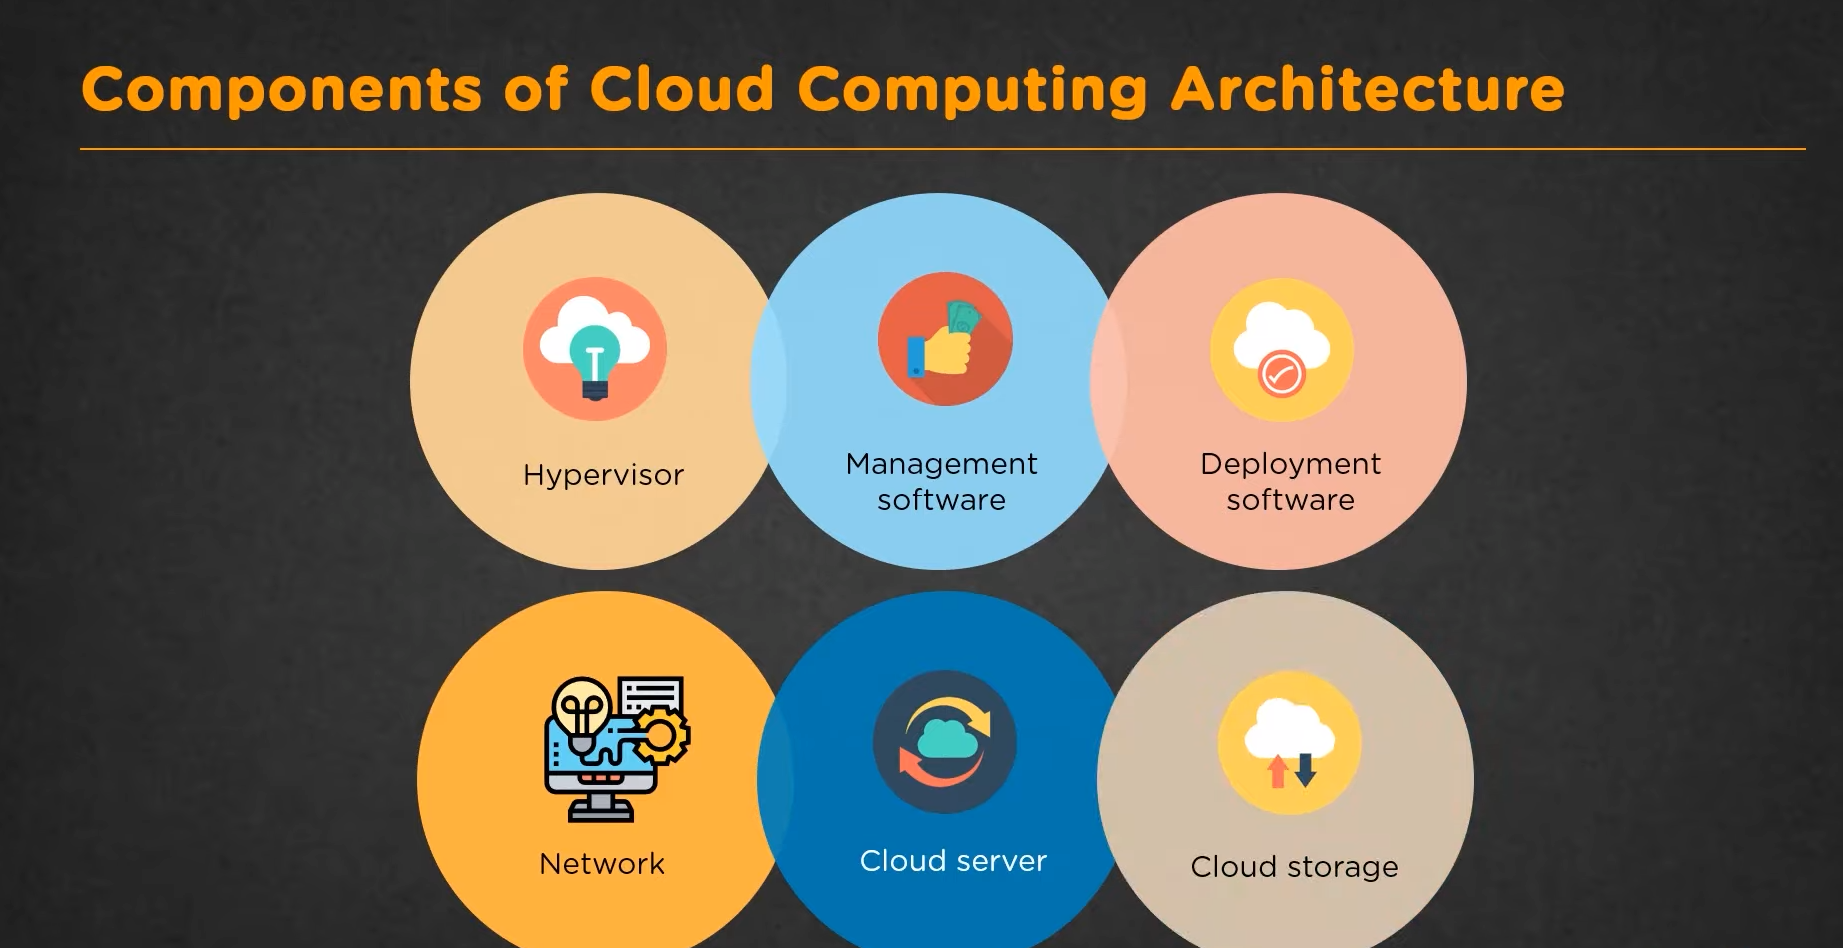 Components of Cloud Computing Architecture
Hypervisor
Management
software
Deployment
software
Network
Cloud server
Cloud storage